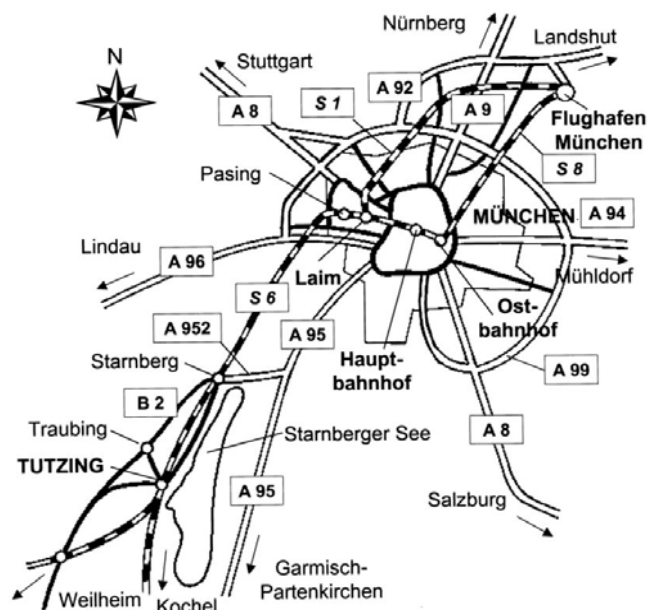 Nürnberg
Landshut
N
Stuttgart
A 92
S 1
A 9
A 8
Flughafen
München
Pasing
S 8
MÜNCHEN
A 94
Lindau
A 96
Laim
Mühldorf
S 6
Ost-
bahnhof
A 952
A 95
Haupt-
bahnhof
Starnberg
A 99
B 2
Traubing
Starnberger See
A 8
TUTZING
A 95
Salzburg
Garmisch-
Partenkirchen
Weilheim
Kochel